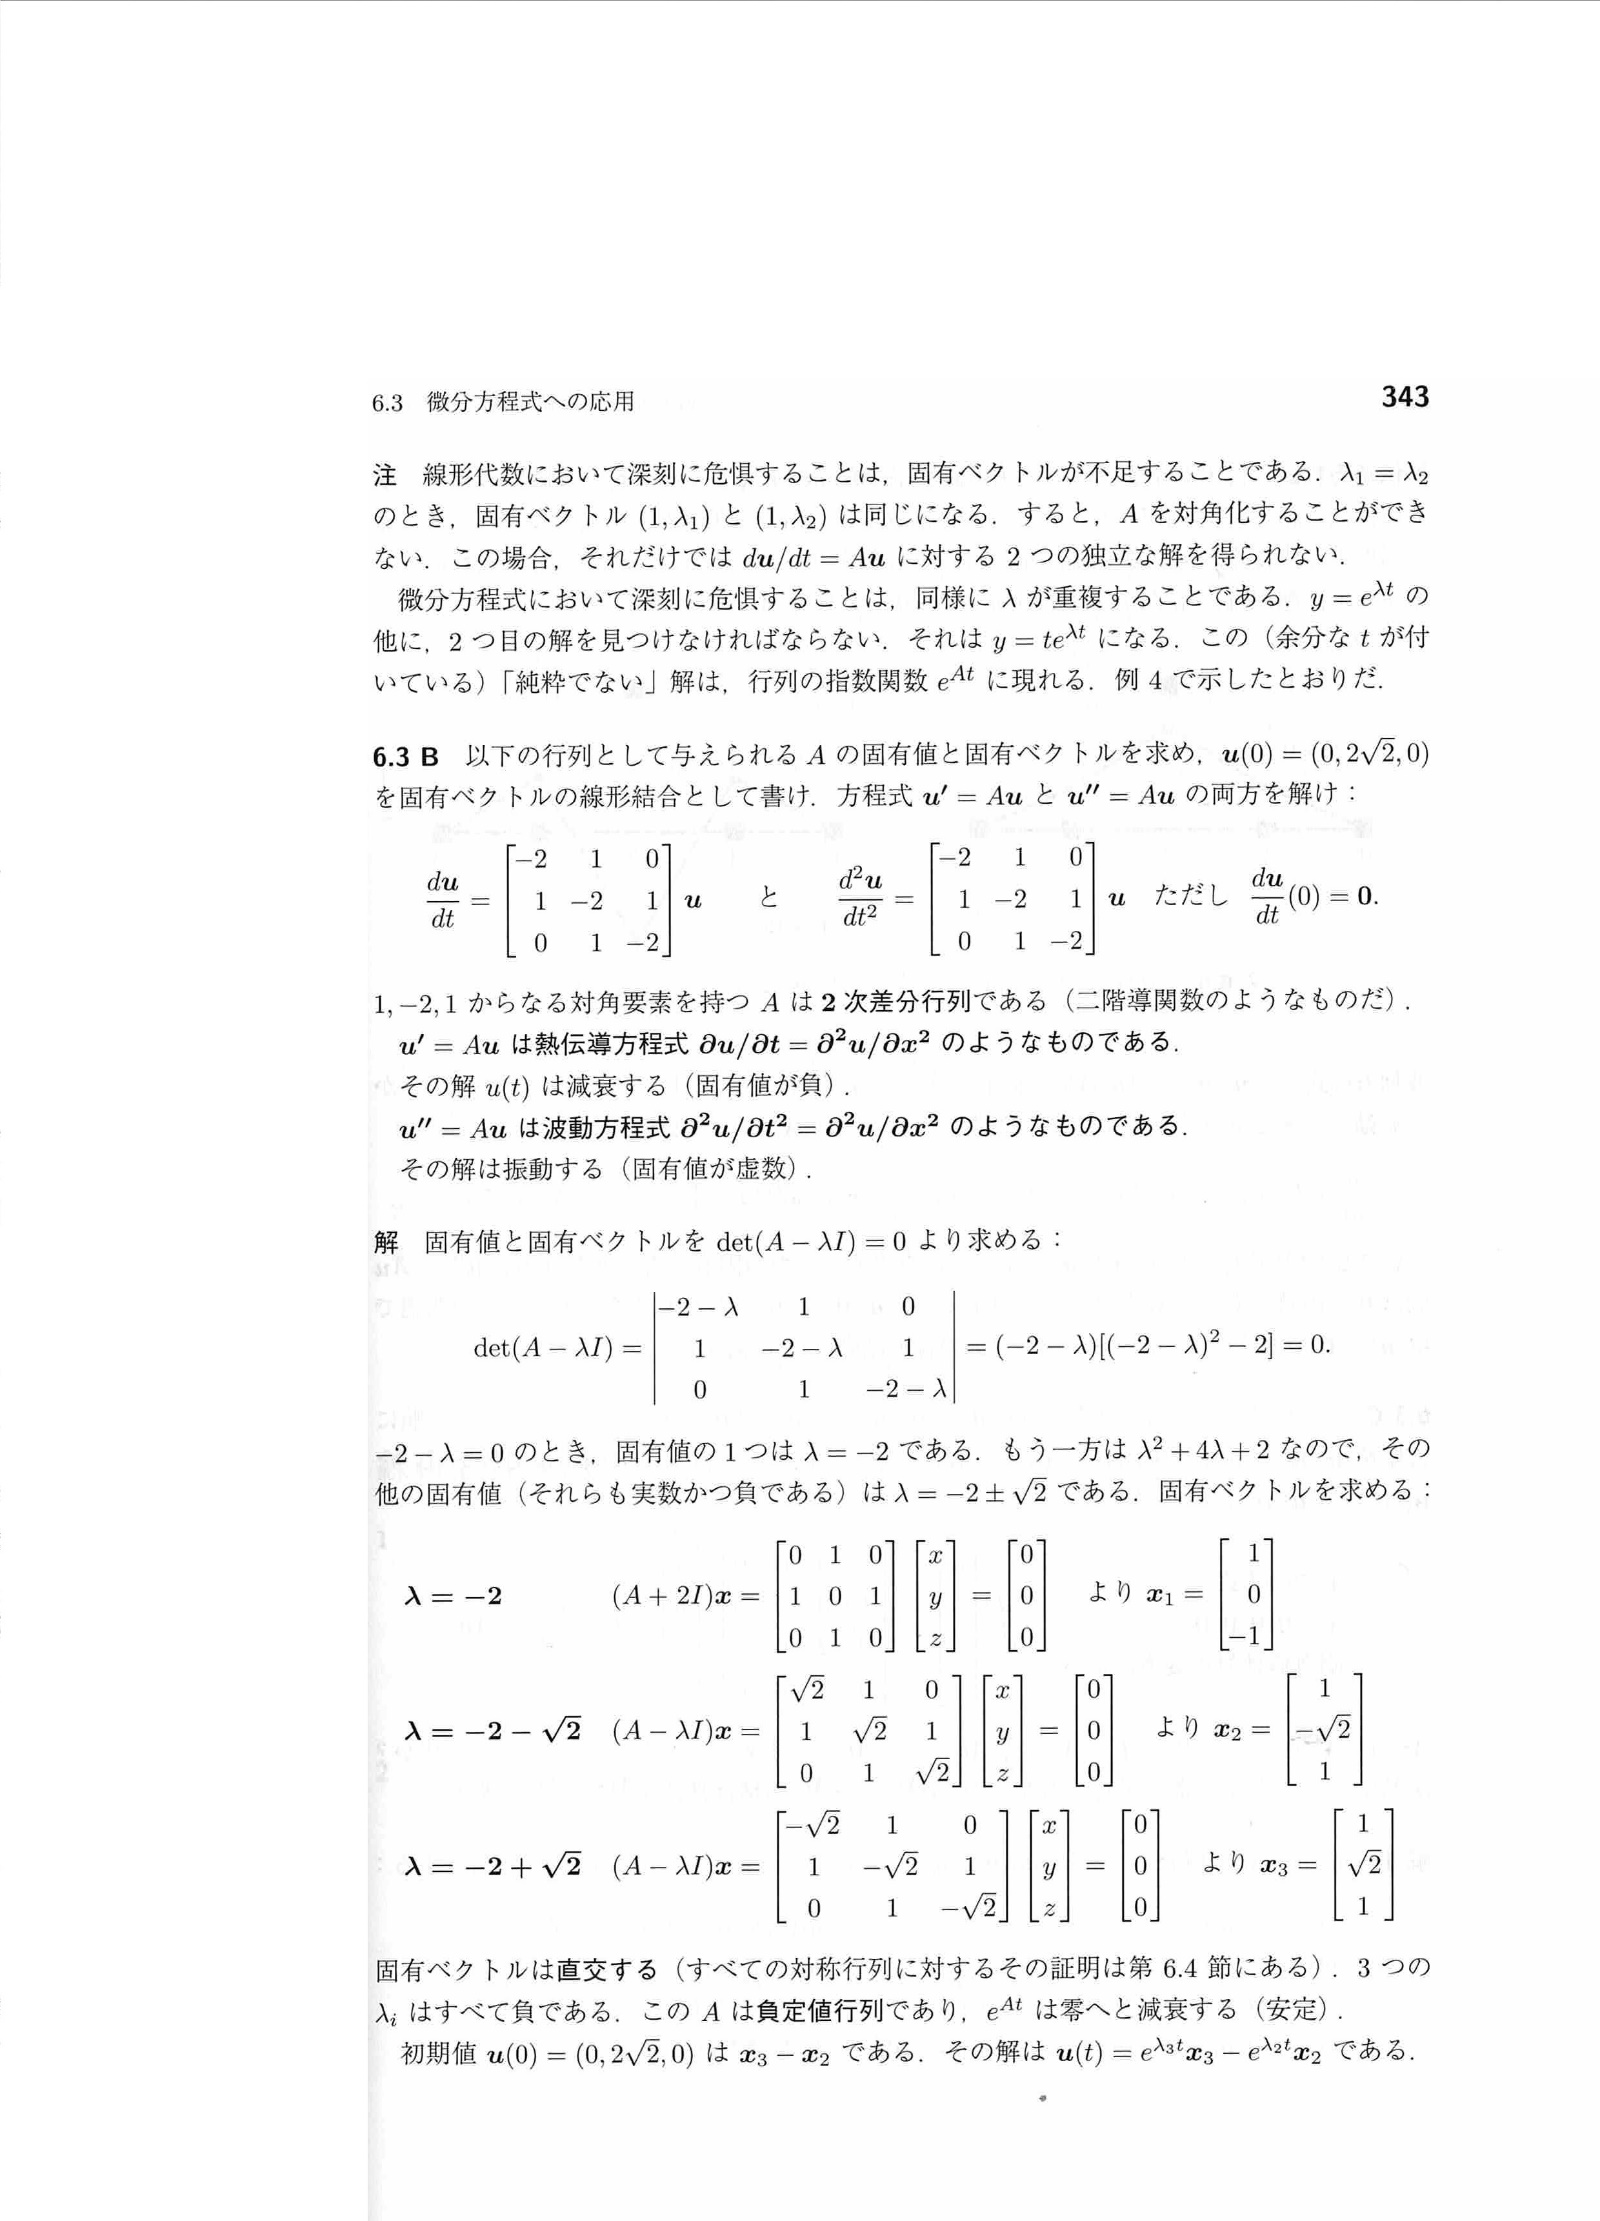 6.3 微分方程式への応用 343
注 線形代数において深刻に危惧することは，固有ベクトルが不足することである．λ₁ = λ₂
のとき，固有ベクトル (1, λ₁) と (1, λ₂) は同じになる．すると，A を対角化することができ
ない．この場合，それだけでは du/dt = Au に対する 2 つの独立な解を得られない．
微分方程式において深刻に危惧することは，同様に λ が重複することである．y = e^{λt} の
他に，2 つ目の解を見つけなければならない．それは y = te^{λt} になる．この（余分な t が付
いている）「純粋でない」解は，行列の指数関数 e^{At} に現れる．例 4 で示したとおりだ．
6.3 B 以下の行列として与えられる A の固有値と固有ベクトルを求め，u(0) = (0, 2√2, 0)
を固有ベクトルの線形結合として書け．方程式 u′ = Au と u″ = Au の両方を解け：
du/dt = [−2 1 0; 1 −2 1; 0 1 −2] u と d²u/dt² = [−2 1 0; 1 −2 1; 0 1 −2] u ただし du/dt (0) = 0.
1, −2, 1 からなる対角要素を持つ A は 2 次差分行列である（二階導関数のようなものだ）．
u′ = Au は熱伝導方程式 ∂u/∂t = ∂²u/∂x² のようなものである．
その解 u(t) は減衰する（固有値が負）．
u″ = Au は波動方程式 ∂²u/∂t² = ∂²u/∂x² のようなものである．
その解は振動する（固有値が虚数）．
解 固有値と固有ベクトルを det(A − λI) = 0 より求める：
det(A − λI) = |−2 − λ 1 0; 1 −2 − λ 1; 0 1 −2 − λ| = (−2 − λ)[(−2 − λ)² − 2] = 0.
−2 − λ = 0 のとき，固有値の 1 つは λ = −2 である．もう一方は λ² + 4λ + 2 なので，その
他の固有値（それらも実数かつ負である）は λ = −2 ± √2 である．固有ベクトルを求める：
λ = −2 (A + 2I)x = [0 1 0; 1 0 1; 0 1 0] [x; y; z] = [0; 0; 0] より x₁ = [1; 0; −1]
λ = −2 − √2 (A − λI)x = [√2 1 0; 1 √2 1; 0 1 √2] [x; y; z] = [0; 0; 0] より x₂ = [1; −√2; 1]
λ = −2 + √2 (A − λI)x = [−√2 1 0; 1 −√2 1; 0 1 −√2] [x; y; z] = [0; 0; 0] より x₃ = [1; √2; 1]
固有ベクトルは直交する（すべての対称行列に対するその証明は第 6.4 節にある）．3 つの
λᵢ はすべて負である．この A は負定値行列であり，e^{At} は零へと減衰する（安定）．
初期値 u(0) = (0, 2√2, 0) は x₃ − x₂ である．その解は u(t) = e^{λ₃t}x₃ − e^{λ₂t}x₂ である．